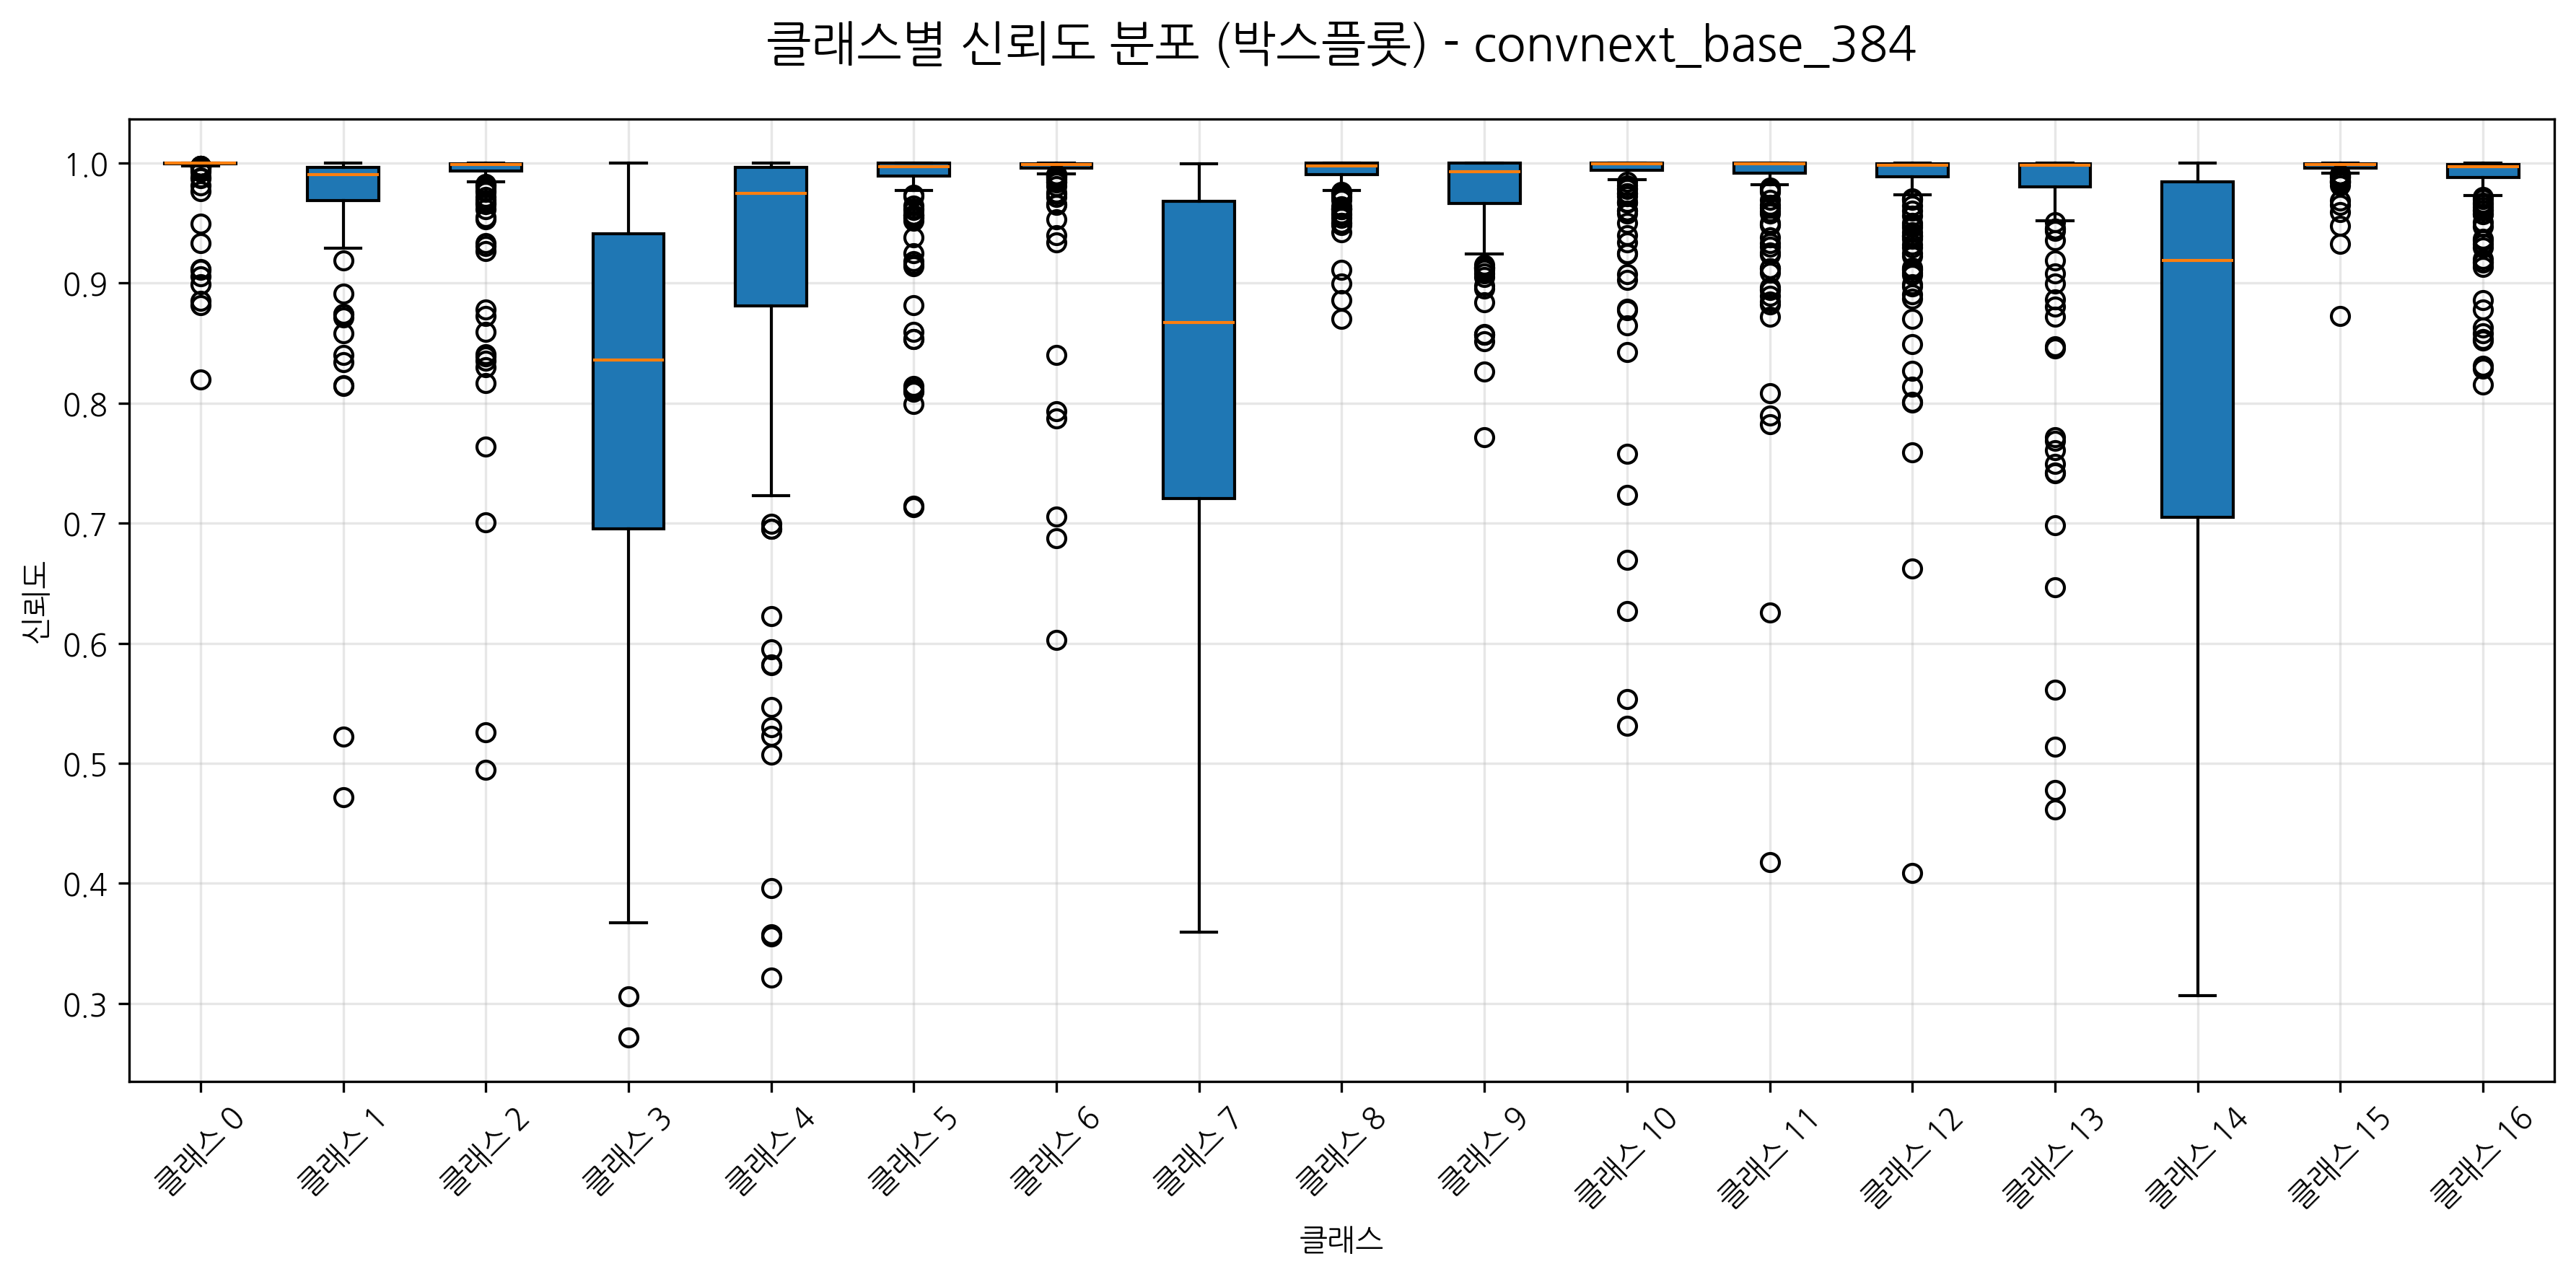 클래스별 신뢰도 분포 (박스플롯) - convnext_base_384
1.0
0.9
0.8
0.7
0.6
0.5
0.4
0.3
신뢰도
클래스 0
클래스 1
클래스 2
클래스 3
클래스 4
클래스 5
클래스 6
클래스 7
클래스 8
클래스 9
클래스 10
클래스 11
클래스 12
클래스 13
클래스 14
클래스 15
클래스 16
클래스